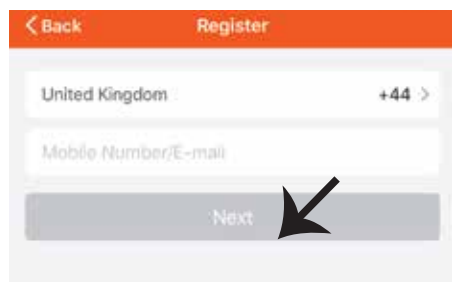 < Back Register
United Kingdom +44 >
Mobile Number/E-mail
Next